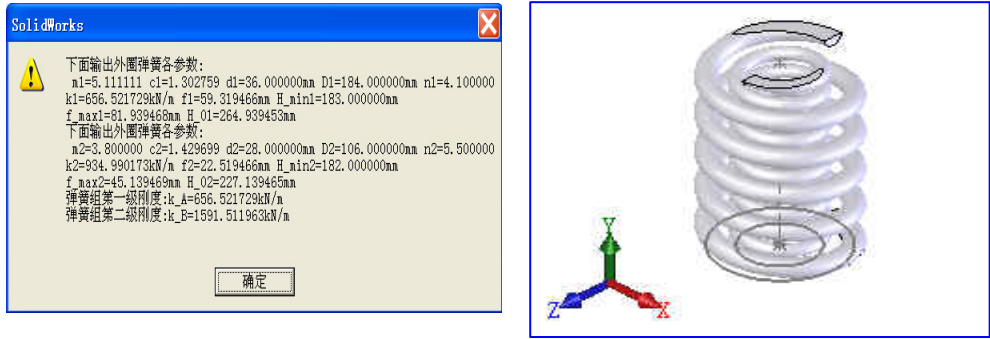 SolidWorks
下面输出外圈弹簧各参数:
m1=5.111111 c1=1.302759 d1=36.000000mm D1=184.000000mm n1=4.100000
k1=656.521729kN/m f1=59.319466mm H_min1=183.000000mm
f_max1=81.939468mm H_01=264.939453mm
下面输出外圈弹簧各参数:
m2=3.800000 c2=1.429699 d2=28.000000mm D2=106.000000mm n2=5.500000
k2=934.990173kN/m f2=22.519466mm H_min2=182.000000mm
f_max2=45.139469mm H_02=227.139465mm
弹簧组第一级刚度:k_A=656.521729kN/m
弹簧组第二级刚度:k_B=1591.511963kN/m
确定
Y
Z
X